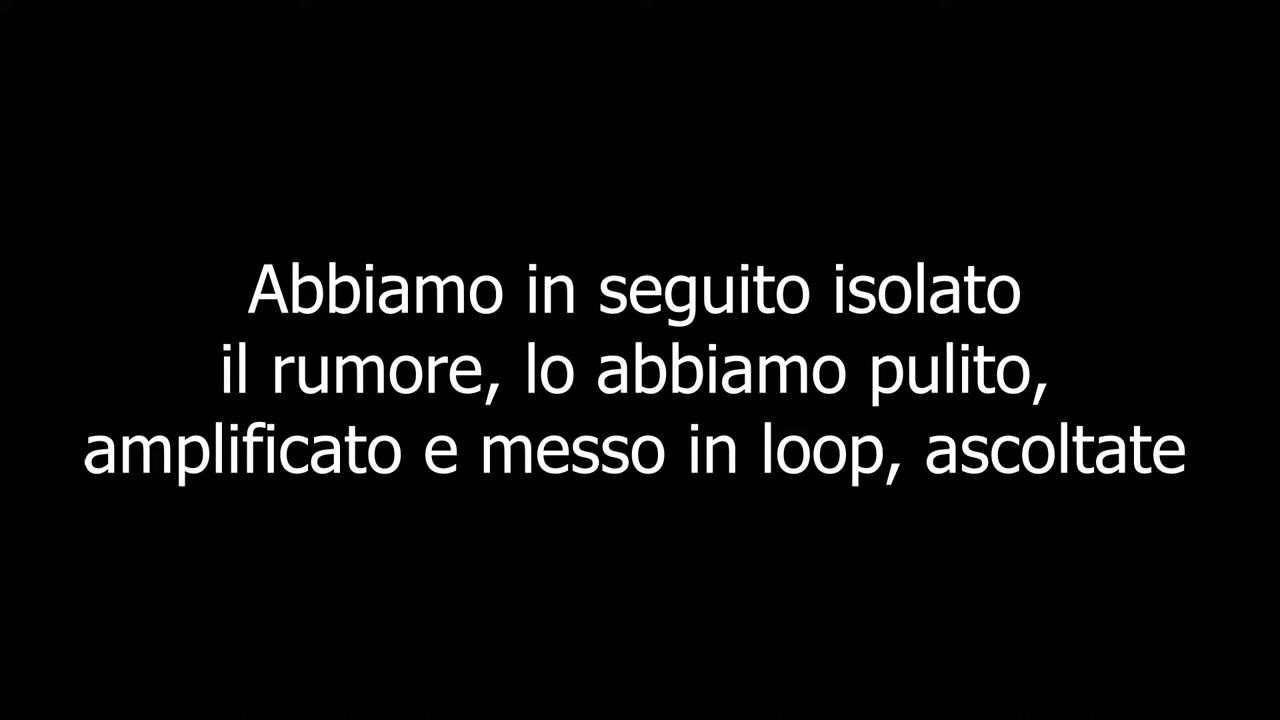 Abbiamo in seguito isolato
il rumore, lo abbiamo pulito,
amplificato e messo in loop, ascoltate